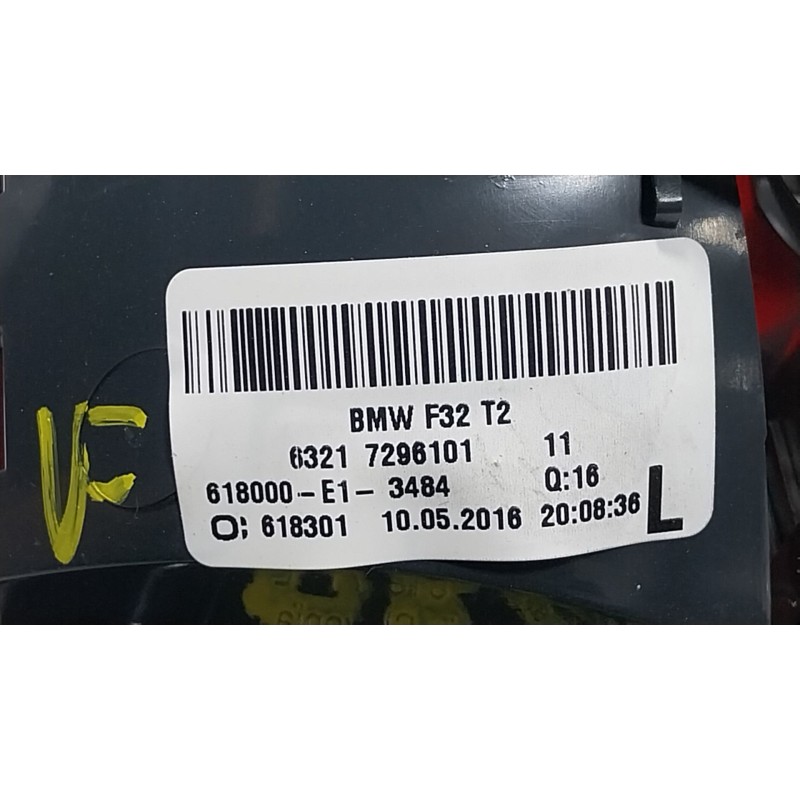 VF
BMW F32 T2
6321 7296101 11
618000-E1- 3484 Q:16
O; 618301 10.05.2016 20:08:36 L